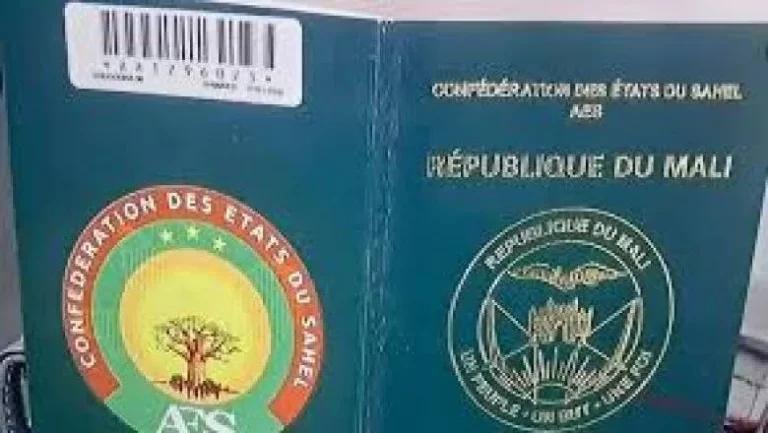 CONFÉDÉRATION DES ÉTATS DU SAHEL
AES
RÉPUBLIQUE DU MALI
REPUBLIQUE DU MALI
UN PEUPLE - UN BUT - UNE FOI
CONFEDERATION DES ETATS DU SAHEL
AES